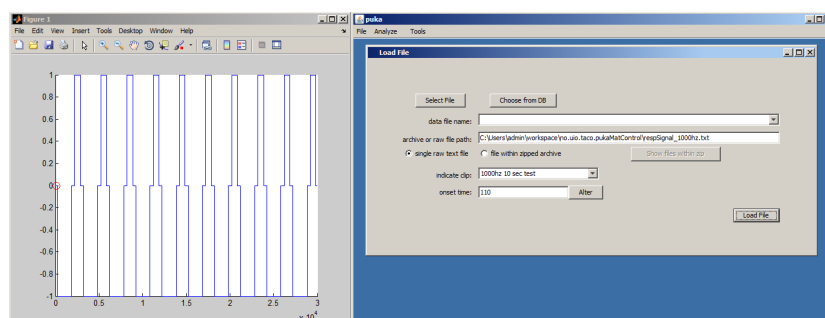 Figure 1
File Edit View Insert Tools Desktop Window Help
1
0.8
0.6
0.4
0.2
0
-0.2
-0.4
-0.6
-0.8
-1
0 0.5 1 1.5 2 2.5 3
x 10^4
puka
File Analyze Tools
Load File
Select File Choose from DB
data file name:
archive or raw file path: C:\Users\admin\workspace\no.uio.taco.pukaMatControl\respSignal_1000hz.txt
single raw text file file within zipped archive Show files within zip
indicate clip: 1000hz 10 sec test
onset time: 110 Alter
Load File